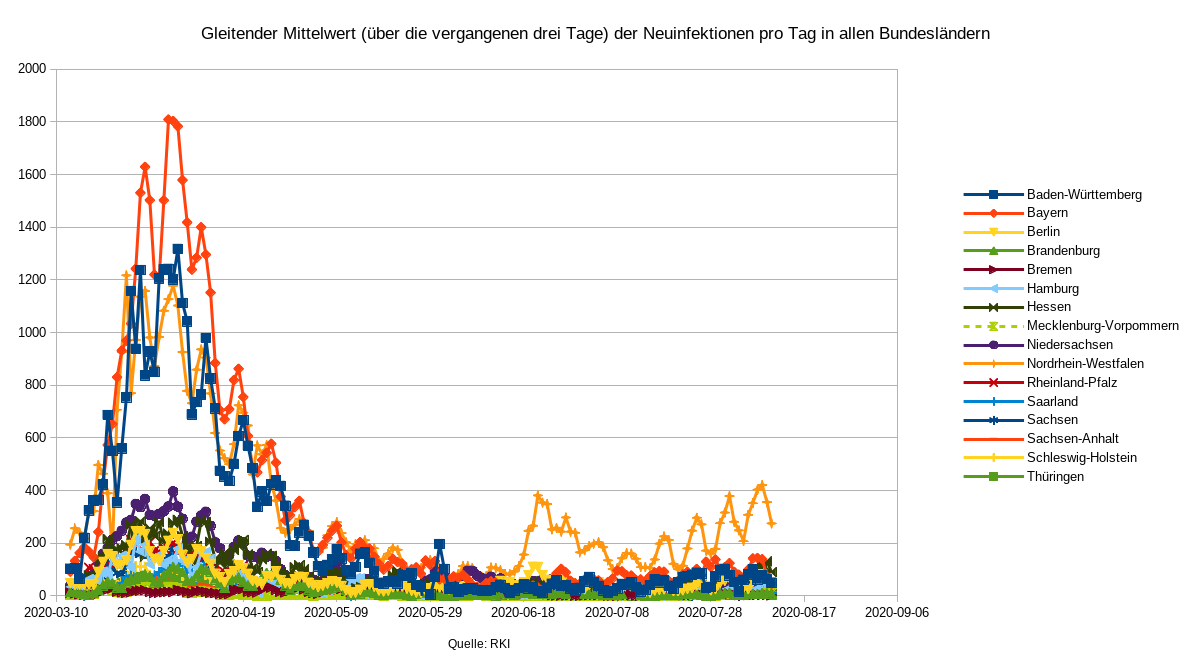 Gleitender Mittelwert (über die vergangenen drei Tage) der Neuinfektionen pro Tag in allen Bundesländern
2000
1800
1600
1400
1200
1000
800
600
400
200
0
2020-03-10 2020-03-30 2020-04-19 2020-05-09 2020-05-29 2020-06-18 2020-07-08 2020-07-28 2020-08-17 2020-09-06
Quelle: RKI
Baden-Württemberg
Bayern
Berlin
Brandenburg
Bremen
Hamburg
Hessen
Mecklenburg-Vorpommern
Niedersachsen
Nordrhein-Westfalen
Rheinland-Pfalz
Saarland
Sachsen
Sachsen-Anhalt
Schleswig-Holstein
Thüringen